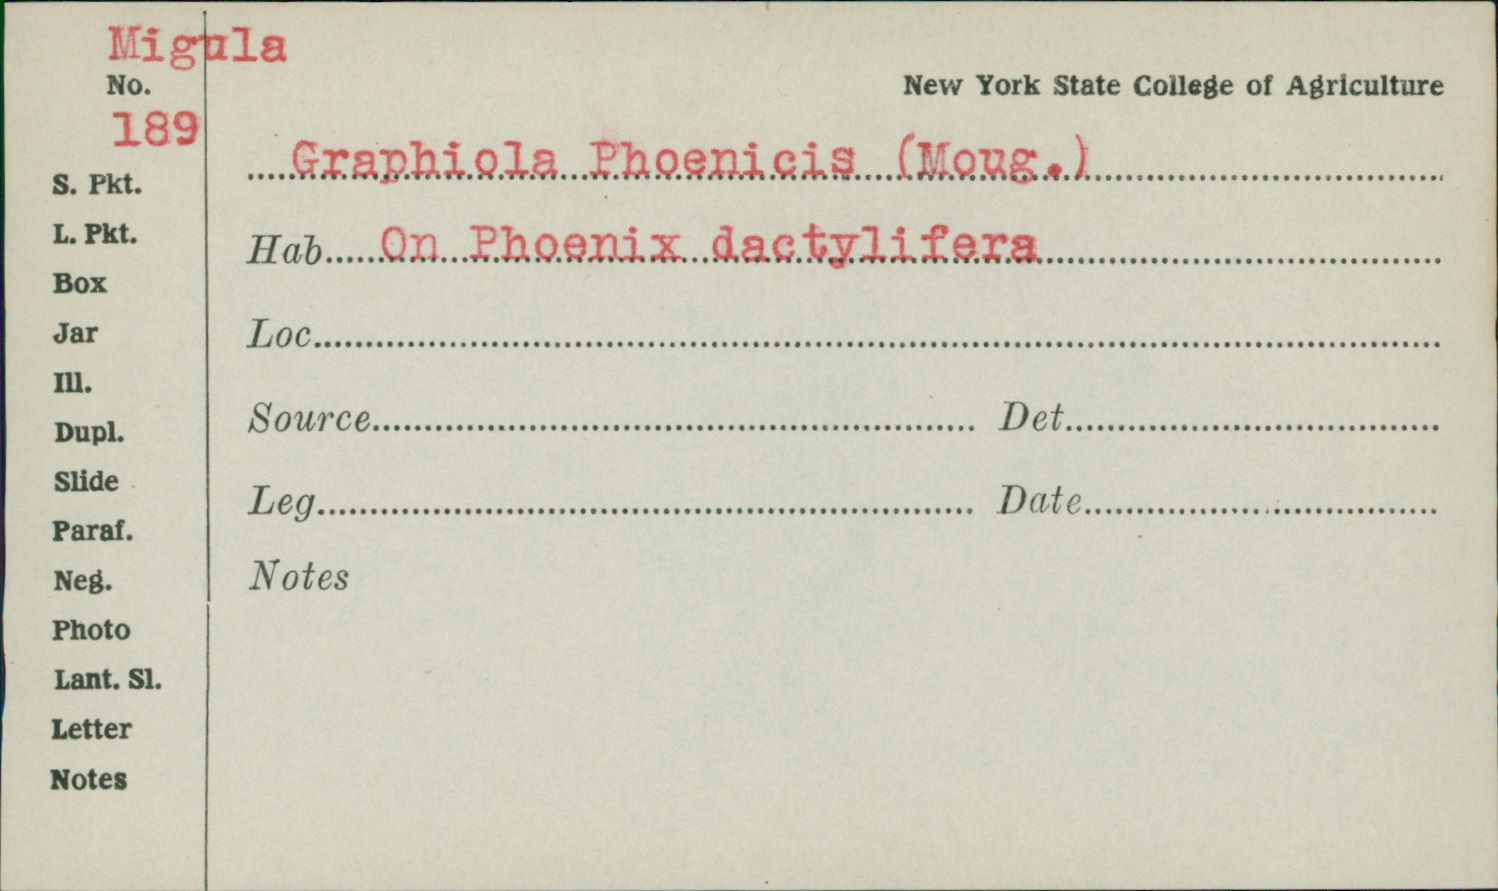 Migula
No.
189
New York State College of Agriculture
Graphiola Phoenicis (Moug.)
S. Pkt.
L. Pkt.
Hab. On Phoenix dactylifera
Box
Jar
Loc.
Ill.
Dupl.
Source Det.
Slide
Leg. Date
Paraf.
Neg.
Notes
Photo
Lant. Sl.
Letter
Notes